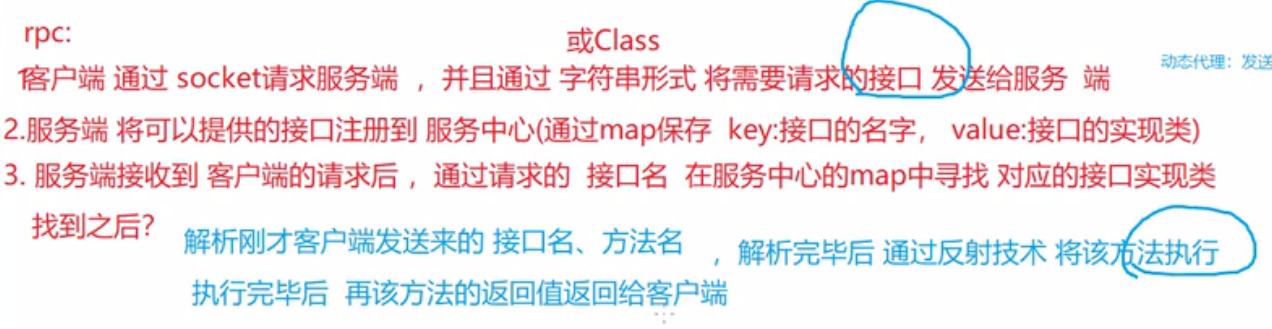 rpc:
或Class
1客户端 通过 socket请求服务端 ，并且通过 字符串形式 将需要请求的接口 发送给服务 端
动态代理：发送
2.服务端 将可以提供的接口注册到 服务中心(通过map保存 key:接口的名字， value:接口的实现类)
3. 服务端接收到 客户端的请求后 ，通过请求的 接口名 在服务中心的map中寻找 对应的接口实现类
找到之后？
解析刚才客户端发送来的 接口名、方法名 ，解析完毕后 通过反射技术 将该方法执行
执行完毕后 再该方法的返回值返回给客户端